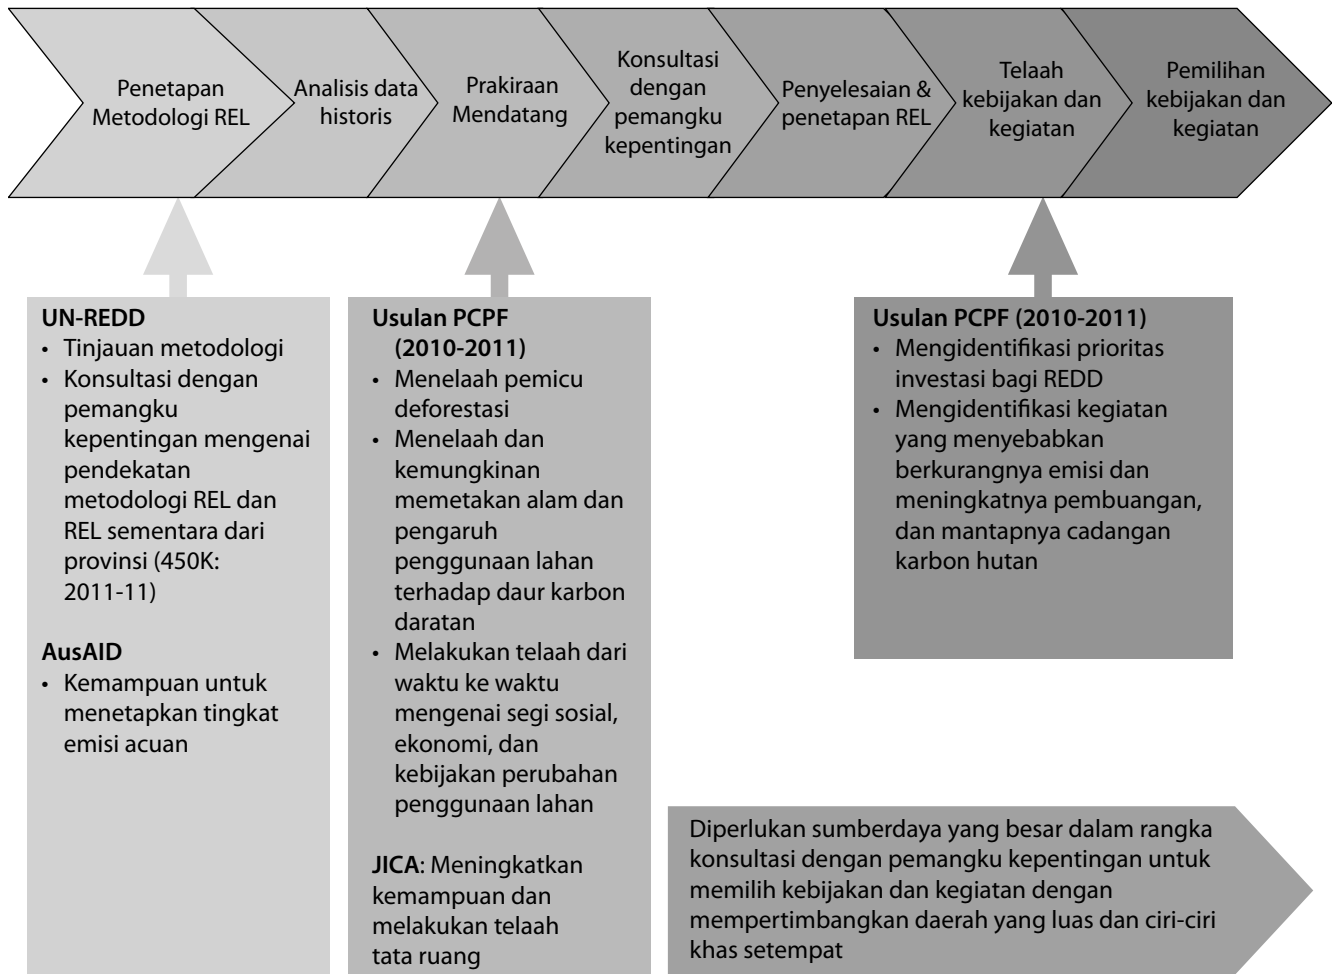 Penetapan
Metodologi REL
Analisis data
historis
Prakiraan
Mendatang
Konsultasi
dengan
pemangku
kepentingan
Penyelesaian &
penetapan REL
Telaah
kebijakan dan
kegiatan
Pemilihan
kebijakan dan
kegiatan
UN-REDD
• Tinjauan metodologi
• Konsultasi dengan
pemangku
kepentingan mengenai
pendekatan
metodologi REL dan
REL sementara dari
provinsi (450K:
2011-11)
AusAID
• Kemampuan untuk
menetapkan tingkat
emisi acuan
Usulan PCPF
(2010-2011)
• Menelaah pemicu
deforestasi
• Menelaah dan
kemungkinan
memetakan alam dan
pengaruh
penggunaan lahan
terhadap daur karbon
daratan
• Melakukan telaah dari
waktu ke waktu
mengenai segi sosial,
ekonomi, dan
kebijakan perubahan
penggunaan lahan
JICA: Meningkatkan
kemampuan dan
melakukan telaah
tata ruang
Usulan PCPF (2010-2011)
• Mengidentifikasi prioritas
investasi bagi REDD
• Mengidentifikasi kegiatan
yang menyebabkan
berkurangnya emisi dan
meningkatnya pembuangan,
dan mantapnya cadangan
karbon hutan
Diperlukan sumberdaya yang besar dalam rangka
konsultasi dengan pemangku kepentingan untuk
memilih kebijakan dan kegiatan dengan
mempertimbangkan daerah yang luas dan ciri-ciri
khas setempat